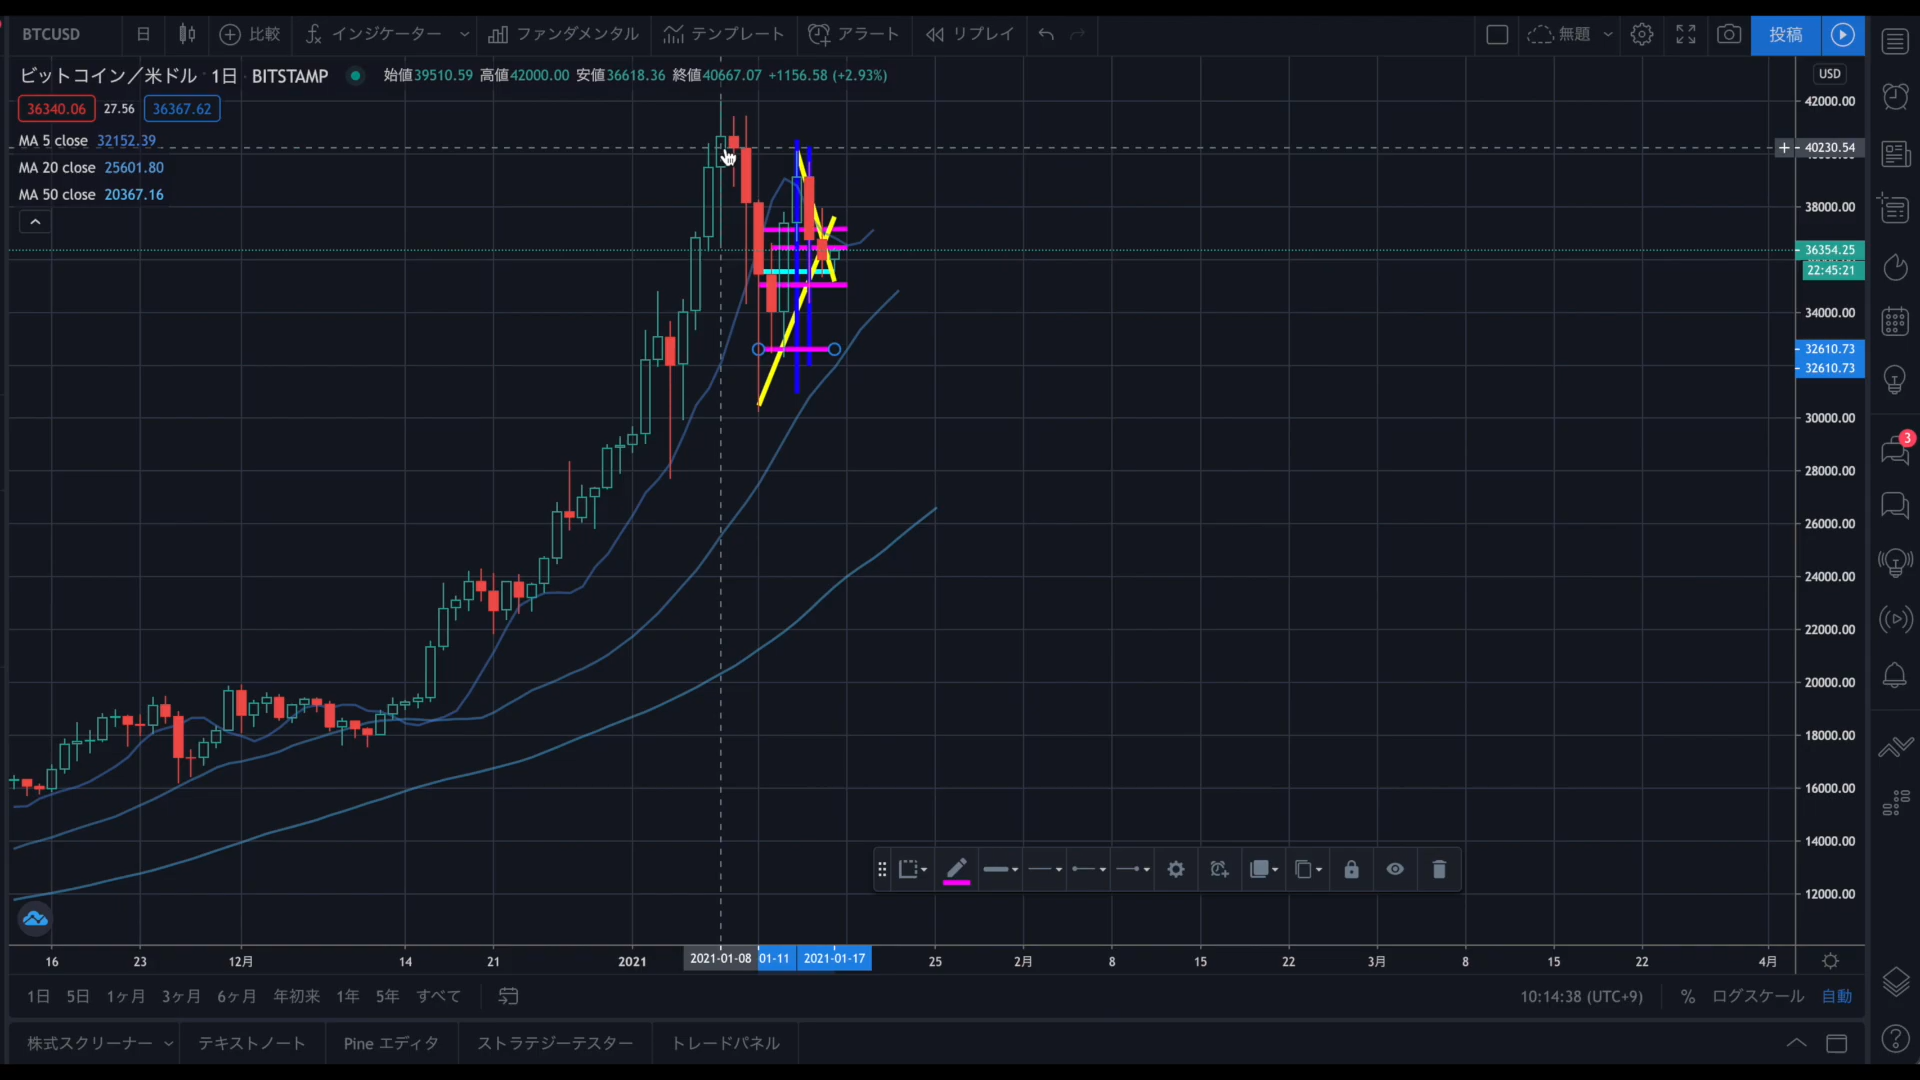 BTCUSD 日 比較 インジケーター ファンダメンタル テンプレート アラート リプレイ 無題 投稿
ビットコイン／米ドル 1日 BITSTAMP 始値39510.59 高値42000.00 安値36618.36 終値40667.07 +1156.58 (+2.93%)
USD
36340.06 27.56 36367.62
42000.00
MA 5 close 32152.39
40230.54
MA 20 close 25601.80
MA 50 close 20367.16
38000.00
36354.25
22:45:21
34000.00
32610.73
32610.73
30000.00
3
28000.00
26000.00
24000.00
22000.00
20000.00
18000.00
16000.00
14000.00
12000.00
16 23 12月 14 21 2021 2021-01-08 01-11 2021-01-17 25 2月 8 15 22 3月 8 15 22 4月
1日 5日 1ヶ月 3ヶ月 6ヶ月 年初来 1年 5年 すべて 10:14:38 (UTC+9) % ログスケール 自動
株式スクリーナー テキストノート Pine エディタ ストラテジーテスター トレードパネル